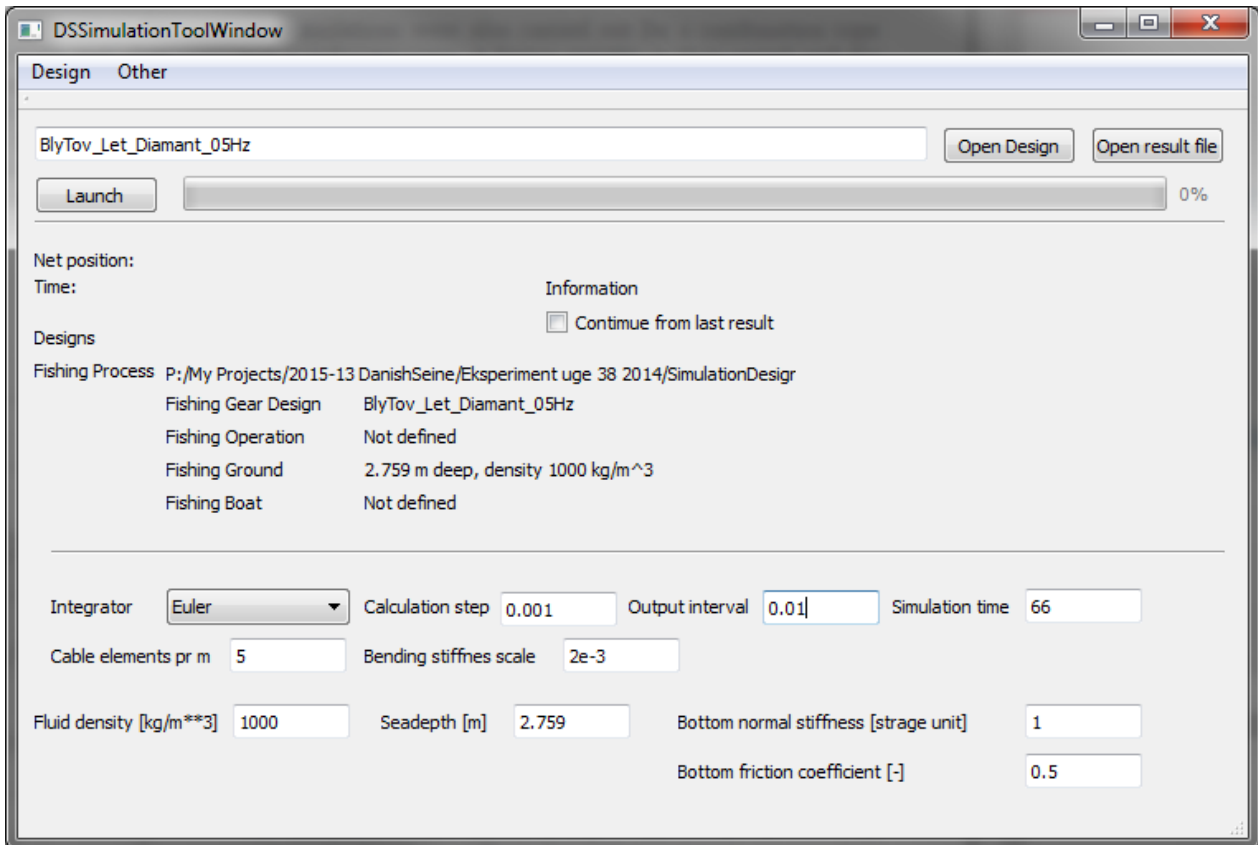 DSSimulationToolWindow
Design Other
BlyTov_Let_Diamant_05Hz Open Design Open result file
Launch 0%
Net position:
Time: Information
Continue from last result
Designs
Fishing Process P:/My Projects/2015-13 DanishSeine/Eksperiment uge 38 2014/SimulationDesigr
Fishing Gear Design BlyTov_Let_Diamant_05Hz
Fishing Operation Not defined
Fishing Ground 2.759 m deep, density 1000 kg/m^3
Fishing Boat Not defined
Integrator Euler Calculation step 0.001 Output interval 0.01 Simulation time 66
Cable elements pr m 5 Bending stiffnes scale 2e-3
Fluid density [kg/m**3] 1000 Seadepth [m] 2.759 Bottom normal stiffness [strage unit] 1
Bottom friction coefficient [-] 0.5